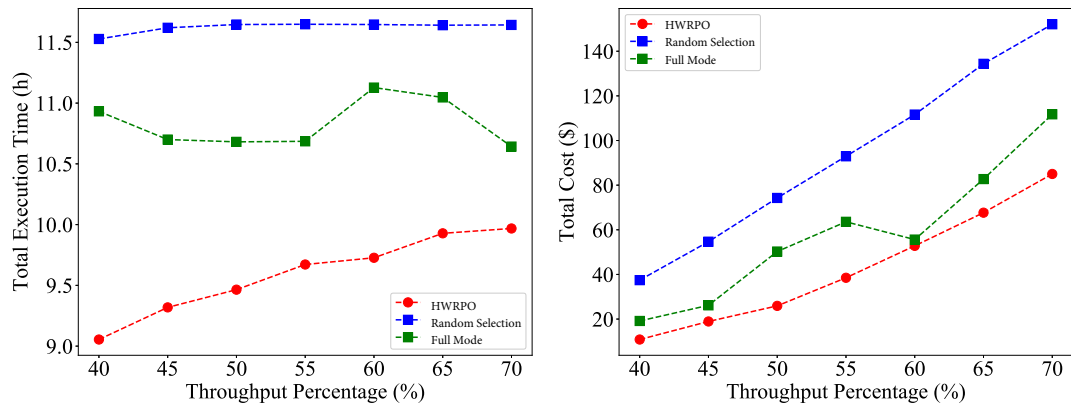 Total Execution Time (h)
11.5
11.0
10.5
10.0
9.5
9.0
HWRPO
Random Selection
Full Mode
40 45 50 55 60 65 70
Throughput Percentage (%)
Total Cost ($)
140
120
100
80
60
40
20
HWRPO
Random Selection
Full Mode
40 45 50 55 60 65 70
Throughput Percentage (%)